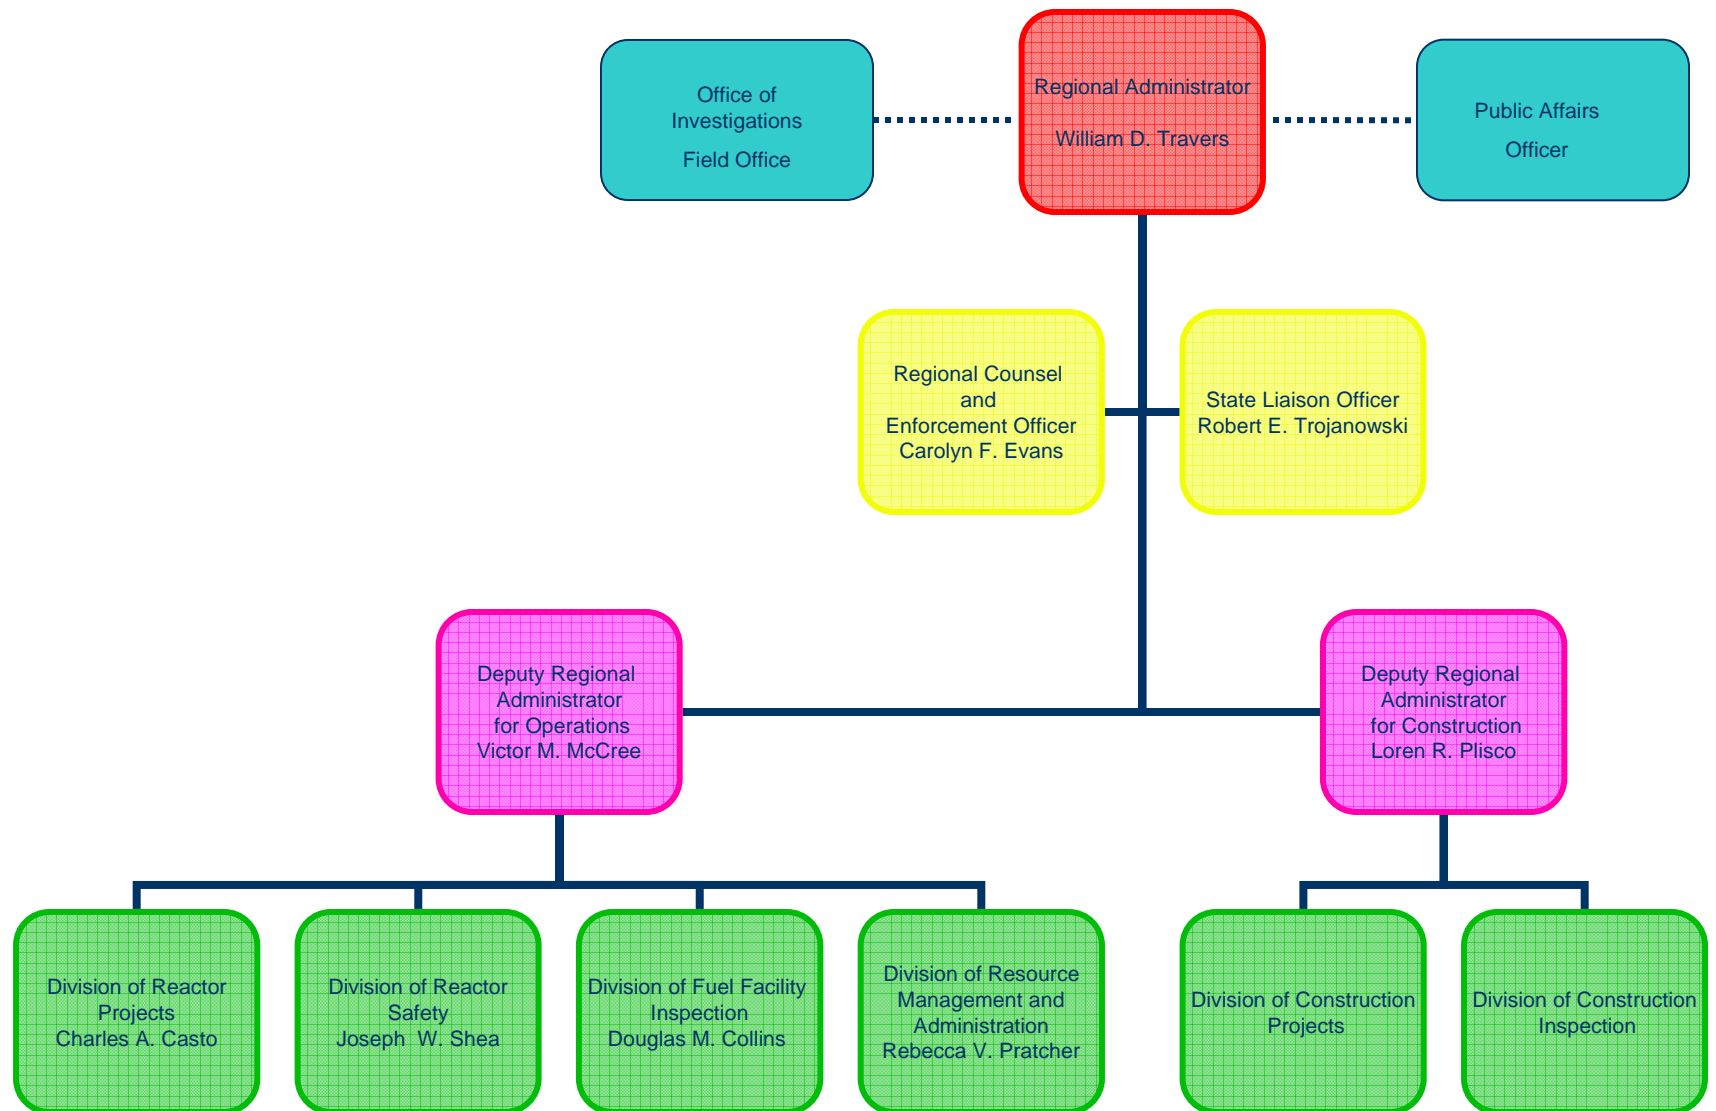 Office of
Investigations
Field Office
Regional Administrator
William D. Travers
Public Affairs
Officer
Regional Counsel
and
Enforcement Officer
Carolyn F. Evans
State Liaison Officer
Robert E. Trojanowski
Deputy Regional
Administrator
for Operations
Victor M. McCree
Deputy Regional
Administrator
for Construction
Loren R. Plisco
Division of Reactor
Projects
Charles A. Casto
Division of Reactor
Safety
Joseph W. Shea
Division of Fuel Facility
Inspection
Douglas M. Collins
Division of Resource
Management and
Administration
Rebecca V. Pratcher
Division of Construction
Projects
Division of Construction
Inspection